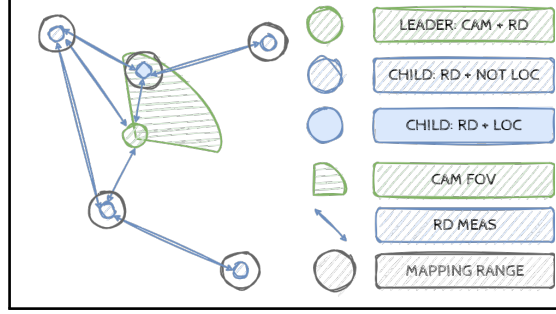 LEADER: CAM + RD
CHILD: RD + NOT LOC
CHILD: RD + LOC
CAM FOV
RD MEAS
MAPPING RANGE